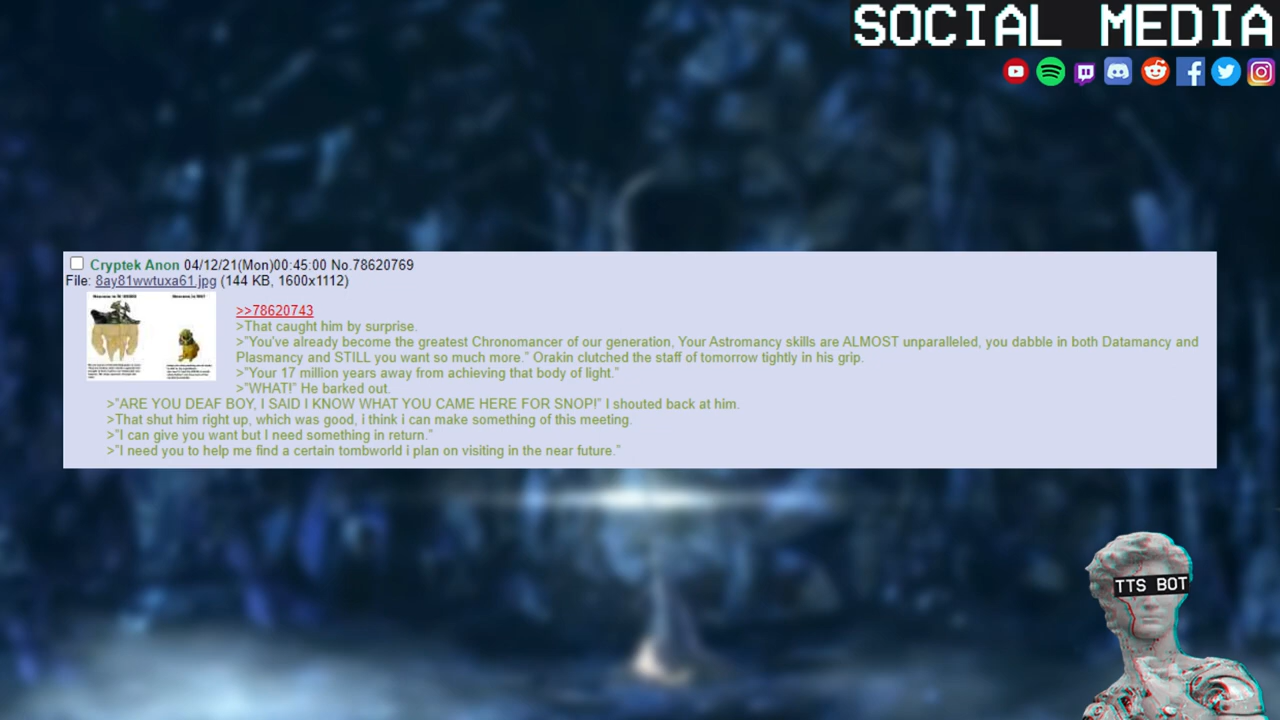 SOCIAL MEDIA
Cryptek Anon 04/12/21(Mon)00:45:00 No.78620769
File: 8ay81wwtuxa61.jpg (144 KB, 1600x1112)
>>78620743
>That caught him by surprise.
>"You've already become the greatest Chronomancer of our generation, Your Astromancy skills are ALMOST unparalleled, you dabble in both Datamancy and
Plasmancy and STILL you want so much more." Orakin clutched the staff of tomorrow tightly in his grip.
>"Your 17 million years away from achieving that body of light."
>"WHAT!" He barked out.
>"ARE YOU DEAF BOY, I SAID I KNOW WHAT YOU CAME HERE FOR SNOP!" I shouted back at him.
>That shut him right up, which was good, i think i can make something of this meeting.
>"I can give you want but I need something in return."
>"I need you to help me find a certain tombworld i plan on visiting in the near future."
TTS BOT